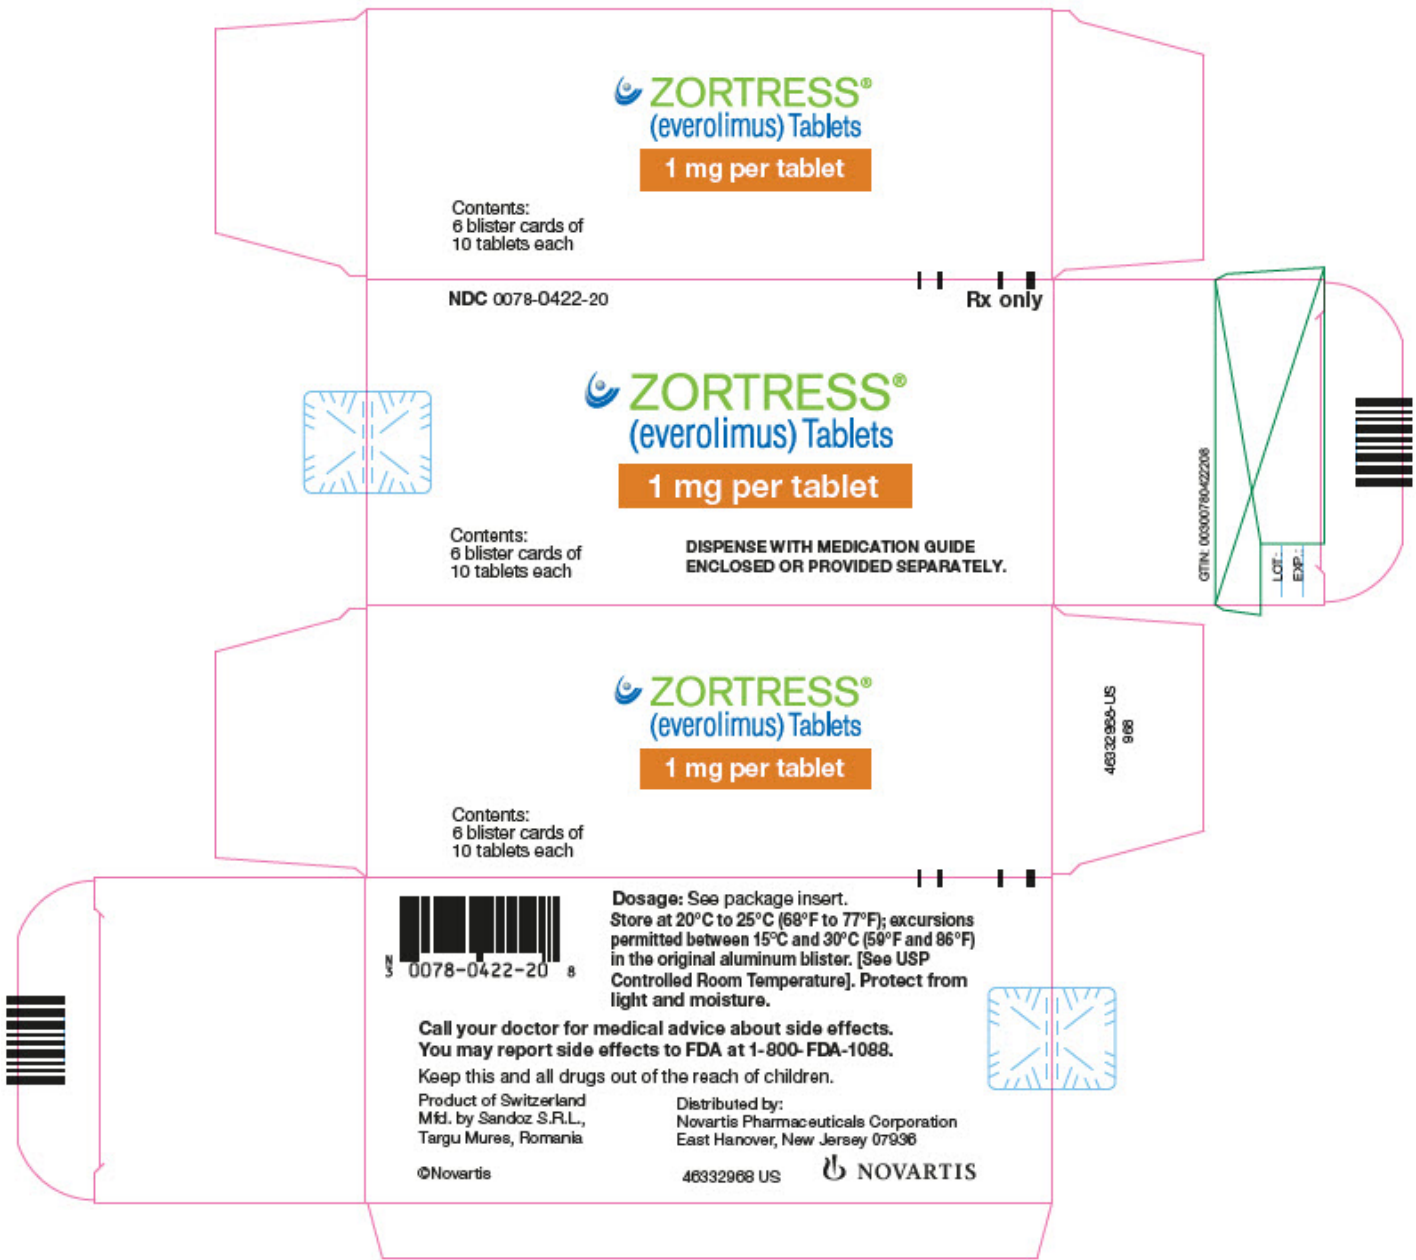 ZORTRESS®
(everolimus) Tablets
1 mg per tablet
Contents:
6 blister cards of
10 tablets each
NDC 0078-0422-20
Rx only
ZORTRESS®
(everolimus) Tablets
1 mg per tablet
Contents:
6 blister cards of
10 tablets each
DISPENSE WITH MEDICATION GUIDE
ENCLOSED OR PROVIDED SEPARATELY.
GTIN: 00300780422208
LOT:
EXP.:
ZORTRESS®
(everolimus) Tablets
1 mg per tablet
Contents:
6 blister cards of
10 tablets each
46332968-US
968
N
3 0078-0422-20 8
Dosage: See package insert.
Store at 20°C to 25°C (68°F to 77°F); excursions
permitted between 15°C and 30°C (59°F and 86°F)
in the original aluminum blister. [See USP
Controlled Room Temperature]. Protect from
light and moisture.
Call your doctor for medical advice about side effects.
You may report side effects to FDA at 1-800-FDA-1088.
Keep this and all drugs out of the reach of children.
Product of Switzerland
Mfd. by Sandoz S.R.L.,
Targu Mures, Romania
Distributed by:
Novartis Pharmaceuticals Corporation
East Hanover, New Jersey 07936
©Novartis
46332968 US
NOVARTIS